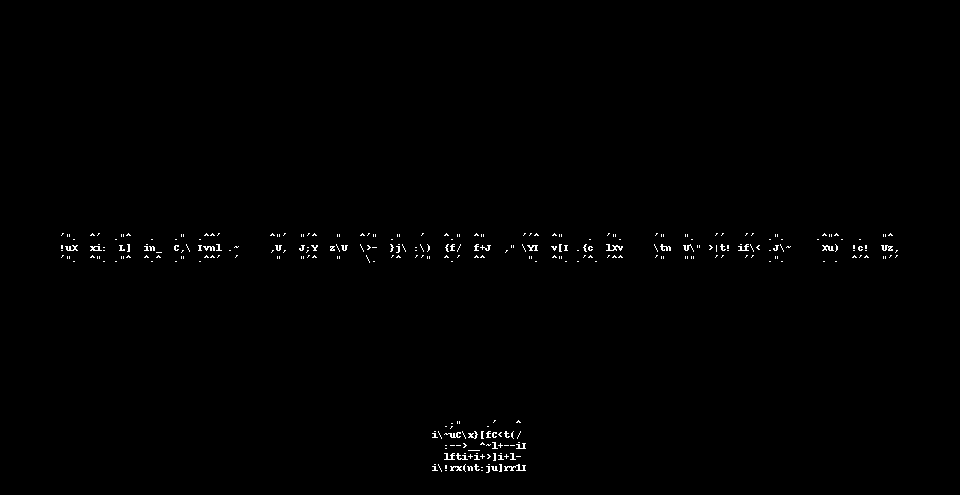 ´". ^´ ."^ . ." .^^´ ^"´ "´^ " ^´" ." ´ ^." ^" ´´^ ^" . ´". ´" ". ´´ ´´ ". .^"^. . "^
!uX xi: L] in_ C,\ Ivnl .~ ,U, J;Y z\U \>- }j\ :\) {f/ f+J ," \YI v[I .{c lXv \tn U\" >|t! if\< .J\~ Xu) !c! Uz,
.;" .´ ^
i\~uC\x}[fC<t(/
:-->__^~l+--iI
lfti+i+>]i+l-
i\!rx(nt:ju]rrlI